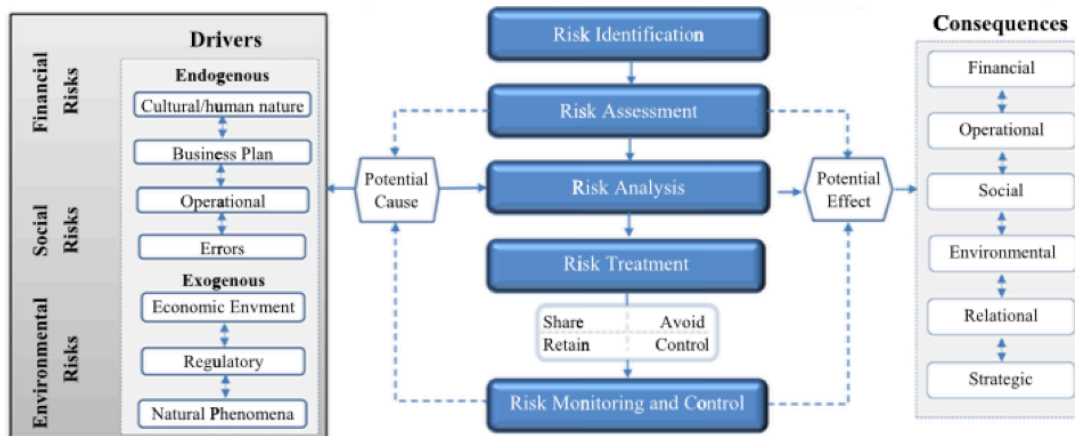 Drivers
Financial
Risks
Social
Risks
Environmental
Risks
Endogenous
Cultural/human nature
Business Plan
Operational
Errors
Exogenous
Economic Envment
Regulatory
Natural Phenomena
Potential
Cause
Risk Identification
Risk Assessment
Risk Analysis
Risk Treatment
Share Avoid
Retain Control
Risk Monitoring and Control
Potential
Effect
Consequences
Financial
Operational
Social
Environmental
Relational
Strategic